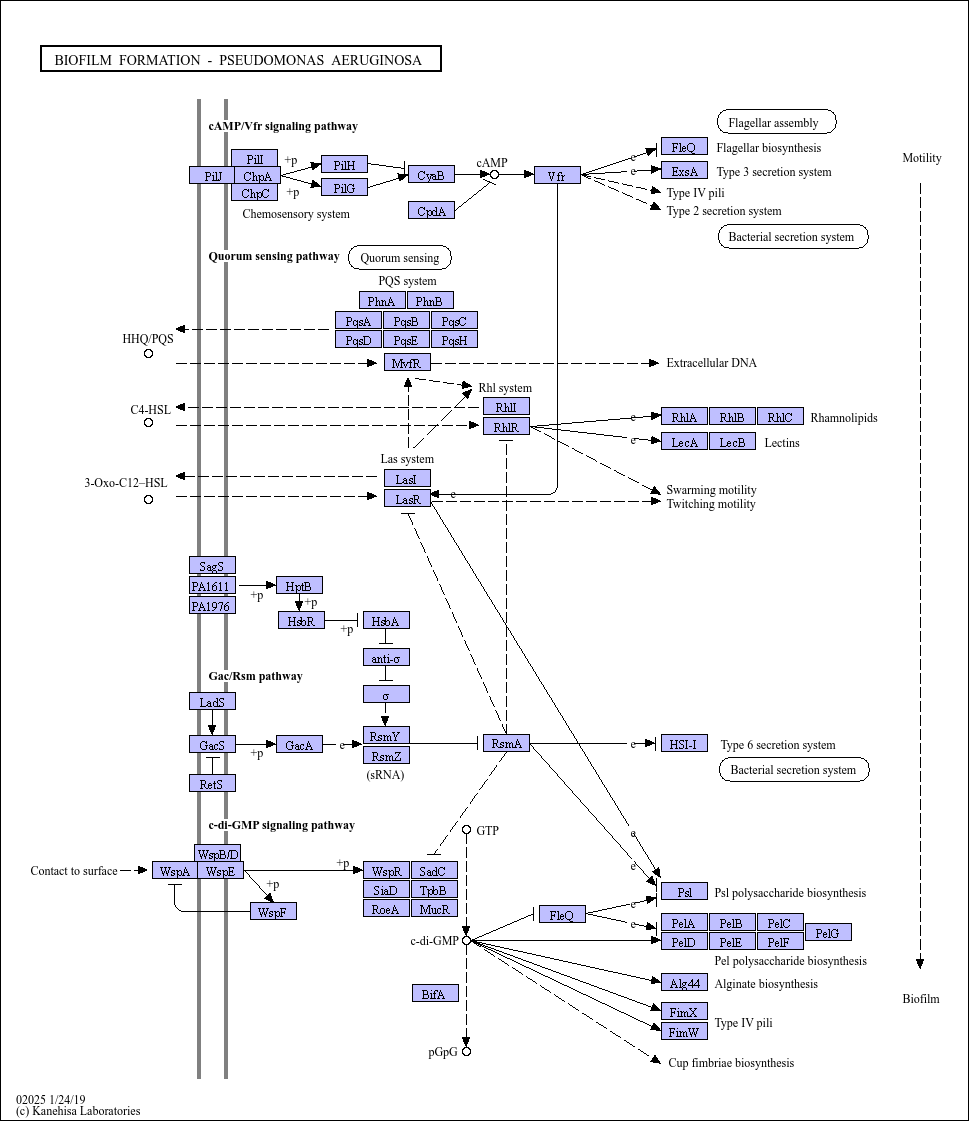 BIOFILM FORMATION - PSEUDOMONAS AERUGINOSA
cAMP/Vfr signaling pathway
Flagellar assembly
PilJ
PilI
ChpA
ChpC
+p
+p
PilH
PilG
Chemosensory system
CyaB
CpdA
cAMP
Vfr
e
e
FleQ
Flagellar biosynthesis
ExsA
Type 3 secretion system
Type IV pili
Type 2 secretion system
Bacterial secretion system
Motility
Quorum sensing pathway
Quorum sensing
PQS system
PhnA
PhnB
PqsA
PqsB
PqsC
PqsD
PqsE
PqsH
HHQ/PQS
MvfR
Extracellular DNA
Rhl system
C4-HSL
RhlI
RhlR
e
e
RhlA
RhlB
RhlC
Rhamnolipids
LecA
LecB
Lectins
Las system
3-Oxo-C12-HSL
LasI
LasR
e
Swarming motility
Twitching motility
SagS
PA1611
PA1976
+p
HptB
+p
HsbR
+p
HsbA
anti-σ
σ
Gac/Rsm pathway
LadS
GacS
+p
GacA
e
RsmY
RsmZ
(sRNA)
RetS
RsmA
e
HSI-I
Type 6 secretion system
Bacterial secretion system
c-di-GMP signaling pathway
GTP
Contact to surface
WspB/D
WspA
WspE
+p
+p
WspF
WspR
SadC
SiaD
TpbB
RoeA
MucR
e
e
Psl
Psl polysaccharide biosynthesis
FleQ
e
e
PelA
PelB
PelC
PelD
PelE
PelF
PelG
Pel polysaccharide biosynthesis
c-di-GMP
BifA
pGpG
Alg44
Alginate biosynthesis
FimX
FimW
Type IV pili
Cup fimbriae biosynthesis
Biofilm
02025 1/24/19
(c) Kanehisa Laboratories